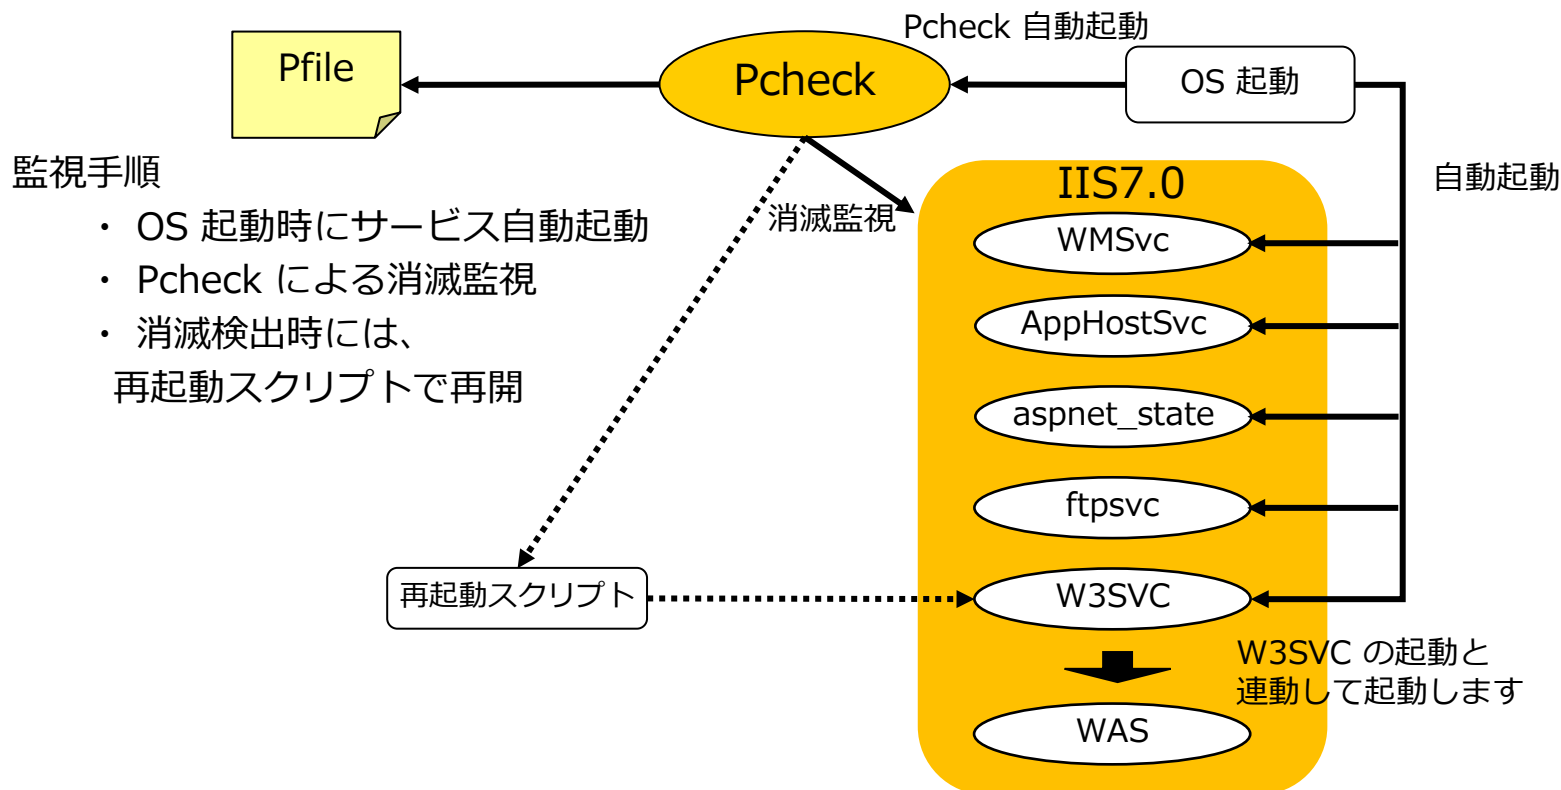 Pcheck 自動起動
Pfile
Pcheck
OS 起動
監視手順
・ OS 起動時にサービス自動起動
・ Pcheck による消滅監視
・ 消滅検出時には、
再起動スクリプトで再開
消滅監視
自動起動
IIS7.0
WMSvc
AppHostSvc
aspnet_state
ftpsvc
再起動スクリプト
W3SVC
W3SVC の起動と
連動して起動します
WAS